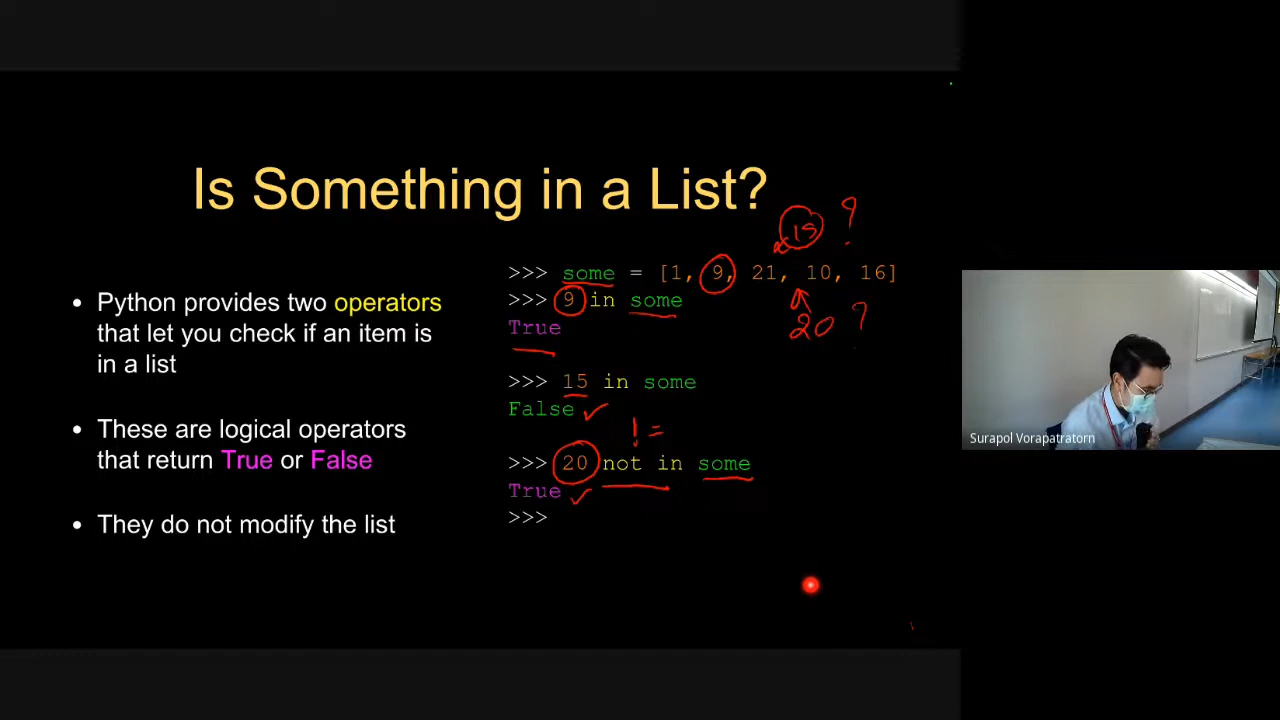 Is Something in a List?
15 ?
>>> some = [1, 9, 21, 10, 16]
• Python provides two operators
that let you check if an item is
in a list
>>> 9 in some
True
20 ?
>>> 15 in some
False ✓
• These are logical operators
that return True or False
!=
>>> 20 not in some
True ✓
>>>
• They do not modify the list
Surapol Vorapatratorn